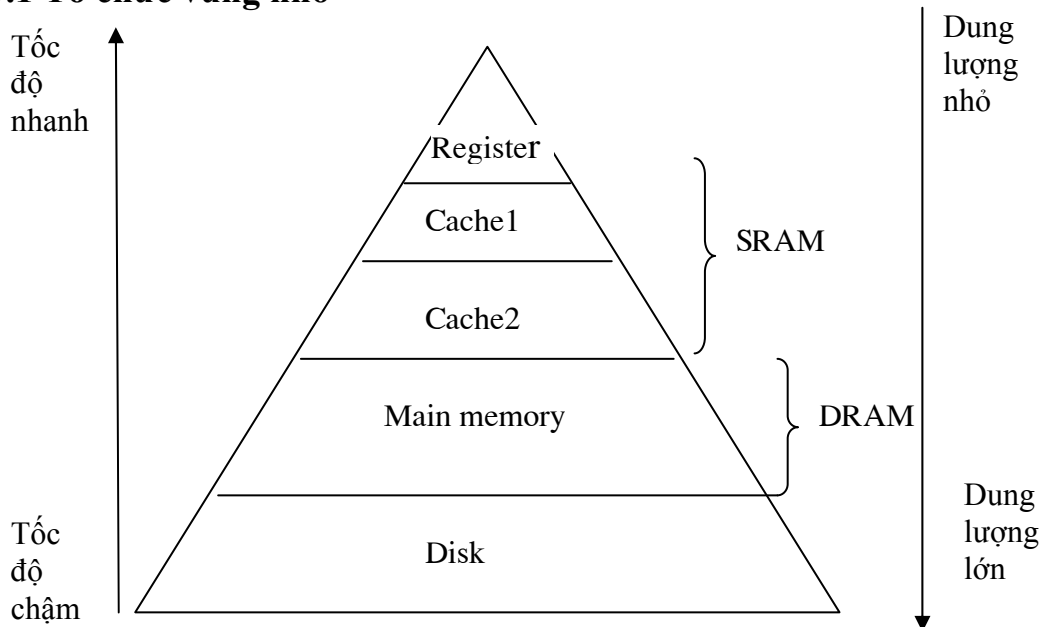 Tốc
độ
nhanh
Dung
lượng
nhỏ
Register
Cache1
SRAM
Cache2
Main memory
DRAM
Disk
Tốc
độ
chậm
Dung
lượng
lớn